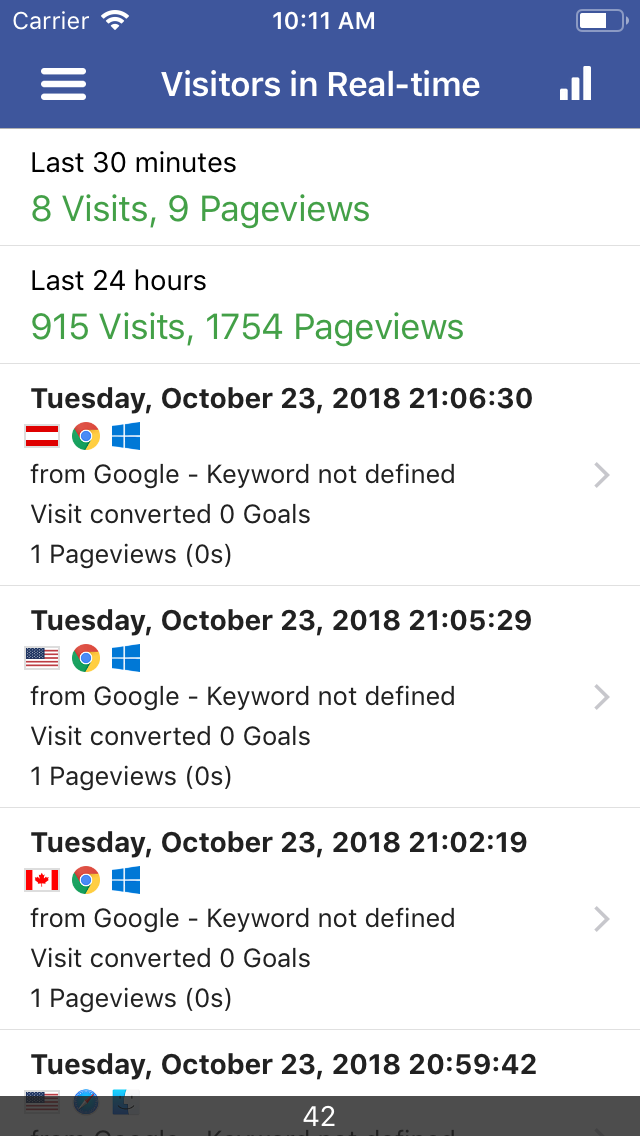 Carrier 10:11 AM
Visitors in Real-time
Last 30 minutes
8 Visits, 9 Pageviews
Last 24 hours
915 Visits, 1754 Pageviews
Tuesday, October 23, 2018 21:06:30
from Google - Keyword not defined
Visit converted 0 Goals
1 Pageviews (0s)
Tuesday, October 23, 2018 21:05:29
from Google - Keyword not defined
Visit converted 0 Goals
1 Pageviews (0s)
Tuesday, October 23, 2018 21:02:19
from Google - Keyword not defined
Visit converted 0 Goals
1 Pageviews (0s)
Tuesday, October 23, 2018 20:59:42
42